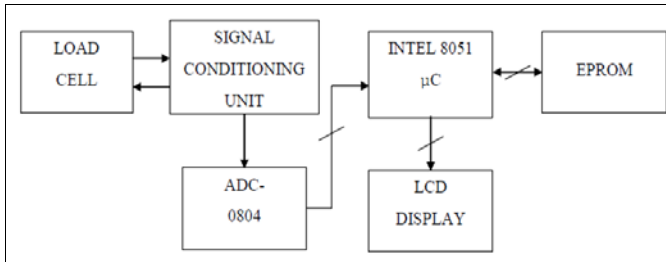 LOAD
CELL
SIGNAL
CONDITIONING
UNIT
INTEL 8051
µC
EPROM
ADC-
0804
LCD
DISPLAY